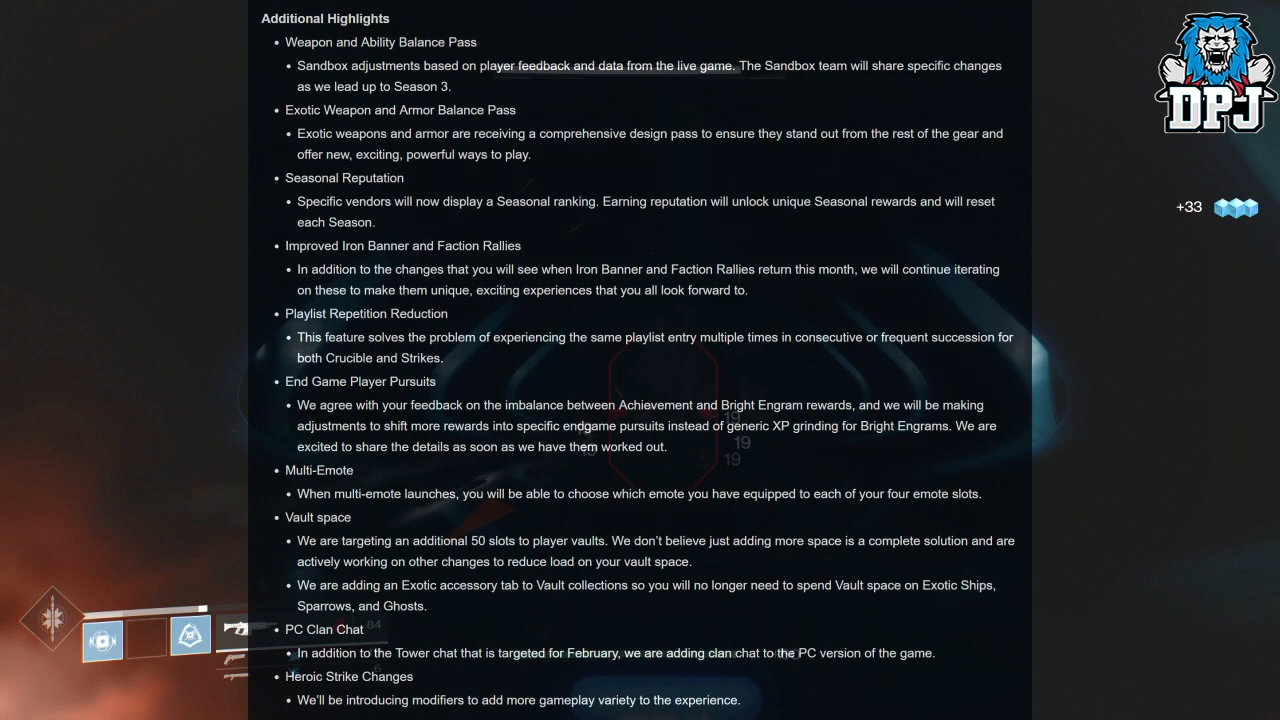 Additional Highlights
• Weapon and Ability Balance Pass
• Sandbox adjustments based on player feedback and data from the live game. The Sandbox team will share specific changes
as we lead up to Season 3.
• Exotic Weapon and Armor Balance Pass
• Exotic weapons and armor are receiving a comprehensive design pass to ensure they stand out from the rest of the gear and
offer new, exciting, powerful ways to play.
• Seasonal Reputation
• Specific vendors will now display a Seasonal ranking. Earning reputation will unlock unique Seasonal rewards and will reset
each Season.
• Improved Iron Banner and Faction Rallies
• In addition to the changes that you will see when Iron Banner and Faction Rallies return this month, we will continue iterating
on these to make them unique, exciting experiences that you all look forward to.
• Playlist Repetition Reduction
• This feature solves the problem of experiencing the same playlist entry multiple times in consecutive or frequent succession for
both Crucible and Strikes.
• End Game Player Pursuits
• We agree with your feedback on the imbalance between Achievement and Bright Engram rewards, and we will be making
adjustments to shift more rewards into specific endgame pursuits instead of generic XP grinding for Bright Engrams. We are
excited to share the details as soon as we have them worked out.
• Multi-Emote
• When multi-emote launches, you will be able to choose which emote you have equipped to each of your four emote slots.
• Vault space
• We are targeting an additional 50 slots to player vaults. We don't believe just adding more space is a complete solution and are
actively working on other changes to reduce load on your vault space.
• We are adding an Exotic accessory tab to Vault collections so you will no longer need to spend Vault space on Exotic Ships,
Sparrows, and Ghosts.
• PC Clan Chat
• In addition to the Tower chat that is targeted for February, we are adding clan chat to the PC version of the game.
• Heroic Strike Changes
• We'll be introducing modifiers to add more gameplay variety to the experience.
DPJ
+33
19
19
19
84
6